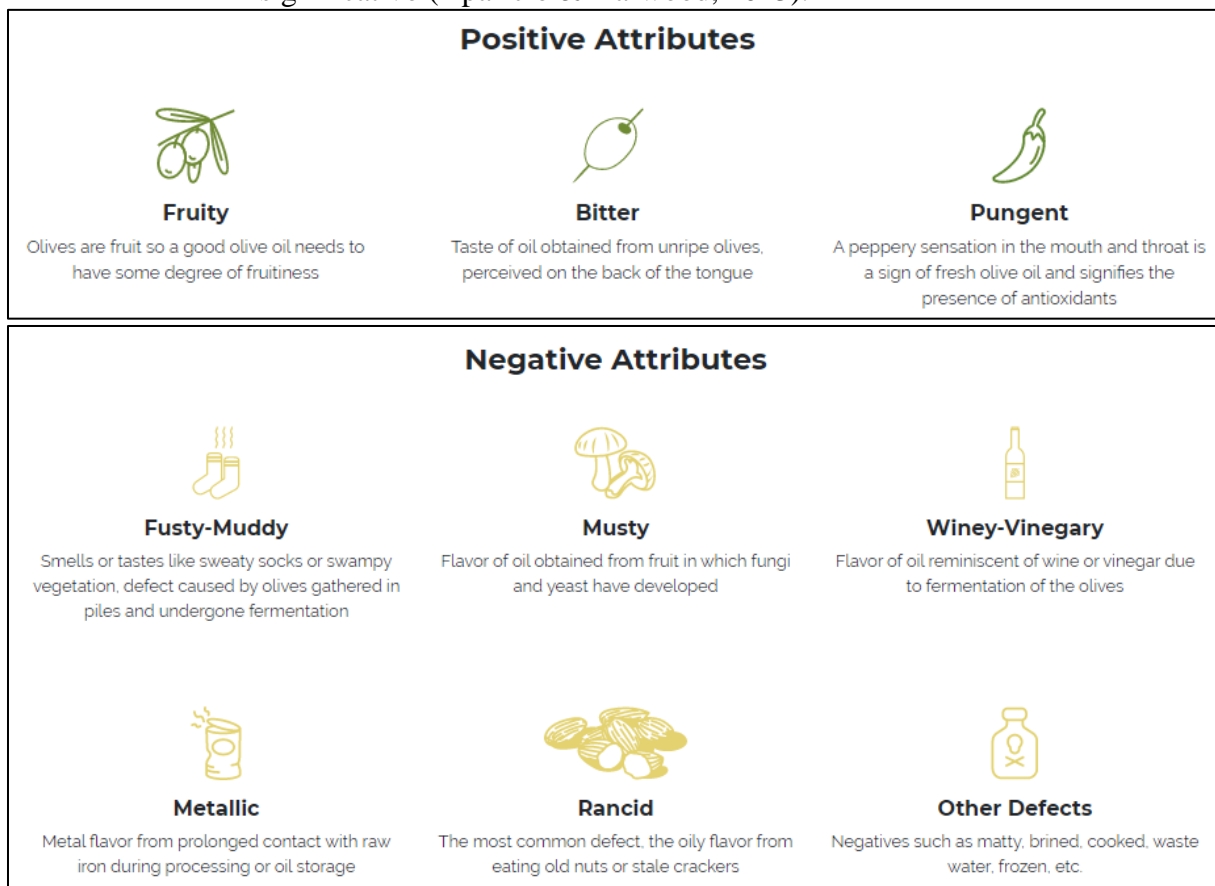 Positive Attributes
Fruity
Olives are fruit so a good olive oil needs to
have some degree of fruitiness
Bitter
Taste of oil obtained from unripe olives,
perceived on the back of the tongue
Pungent
A peppery sensation in the mouth and throat is
a sign of fresh olive oil and signifies the
presence of antioxidants
Negative Attributes
Fusty-Muddy
Smells or tastes like sweaty socks or swampy
vegetation, defect caused by olives gathered in
piles and undergone fermentation
Musty
Flavor of oil obtained from fruit in which fungi
and yeast have developed
Winey-Vinegary
Flavor of oil reminiscent of wine or vinegar due
to fermentation of the olives
Metallic
Metal flavor from prolonged contact with raw
iron during processing or oil storage
Rancid
The most common defect, the oily flavor from
eating old nuts or stale crackers
Other Defects
Negatives such as matty, brined, cooked, waste
water, frozen, etc.